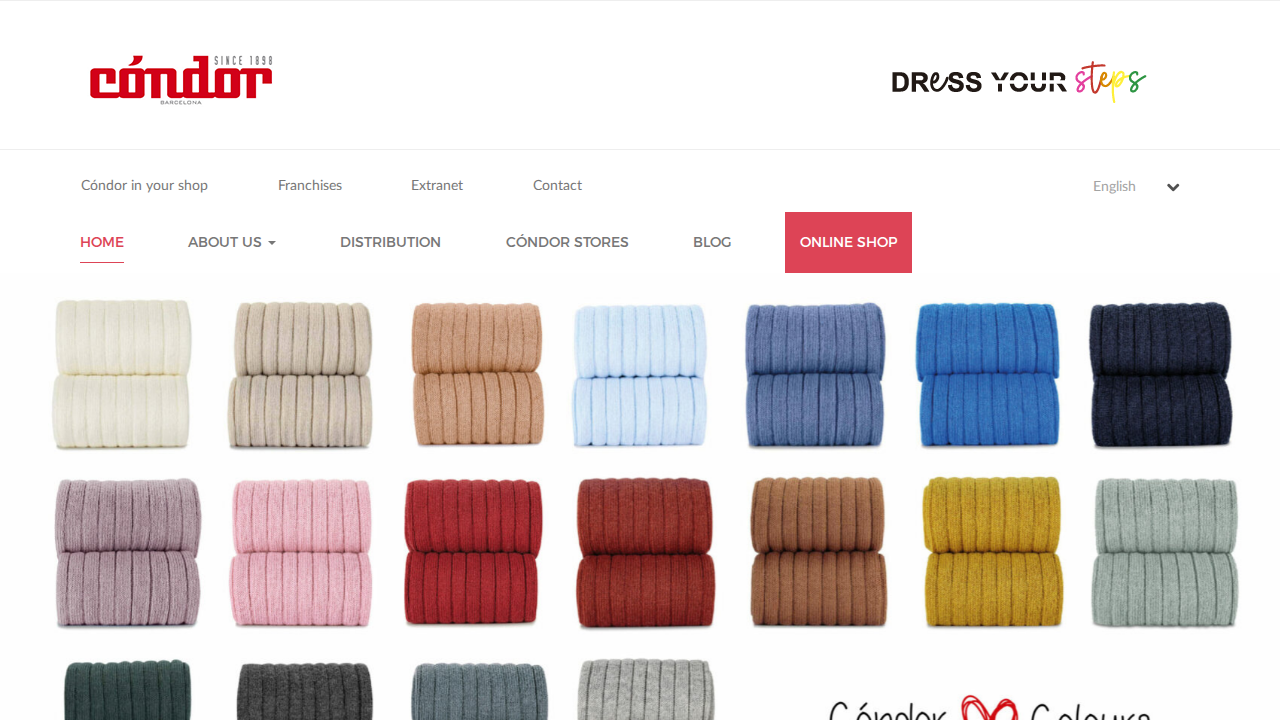 SINCE 1898
cóndor
BARCELONA
DRESS YOUR steps
Cóndor in your shop Franchises Extranet Contact English
HOME ABOUT US DISTRIBUTION CÓNDOR STORES BLOG ONLINE SHOP
Cóndor Colours